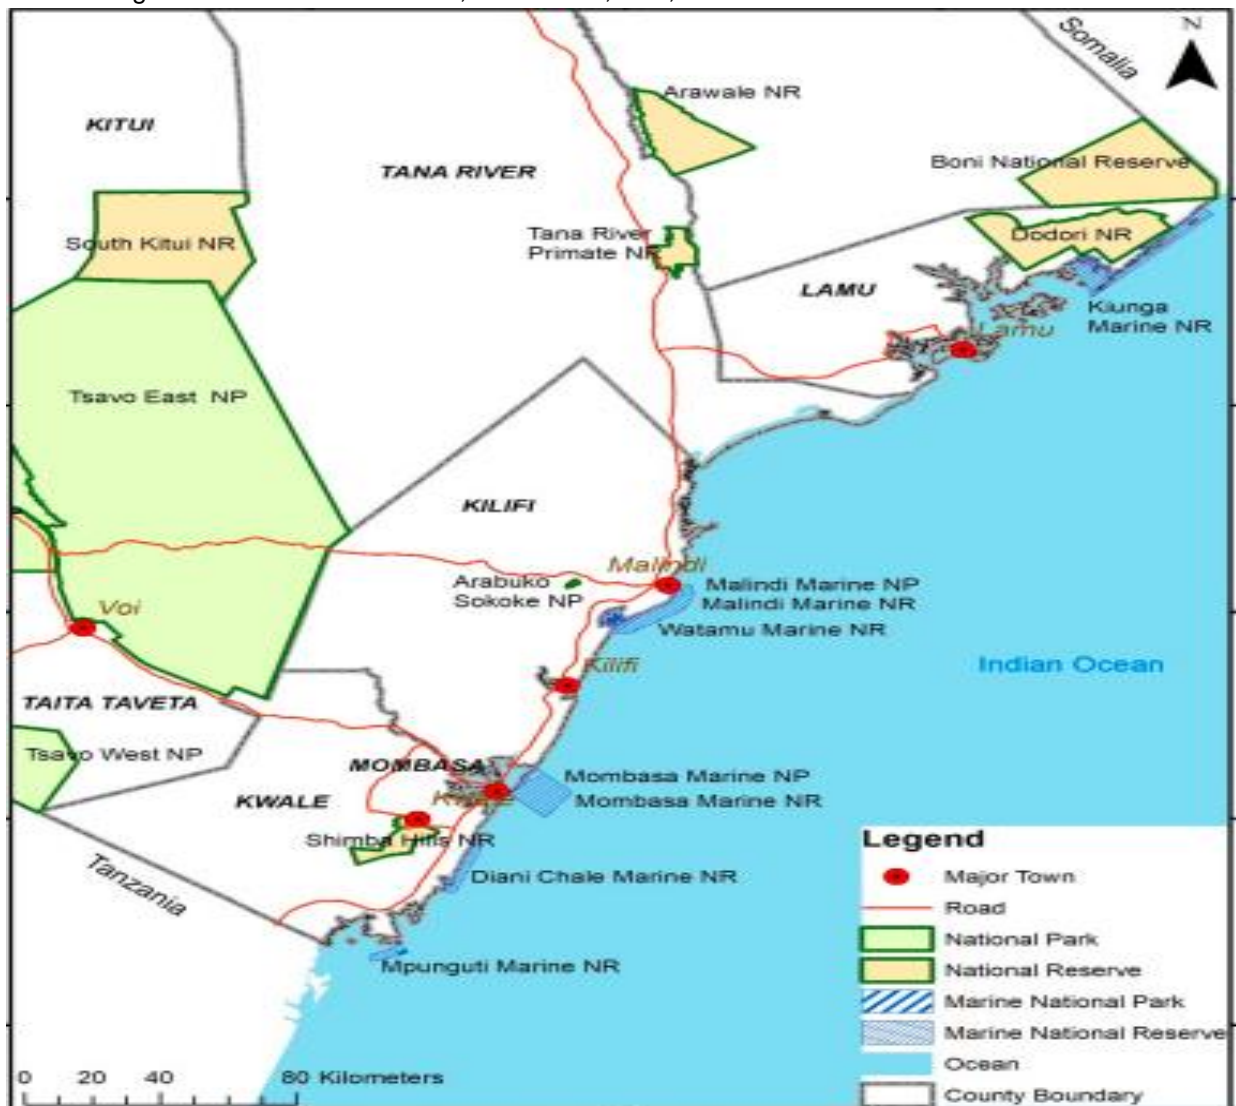 Somalia
N
Arawale NR
KITUI
Boni National Reserve
TANA RIVER
South Kitui NR
Tana River
Primate NR
Dodori NR
LAMU
Kiunga
Marine NR
Lamu
Tsavo East NP
KILIFI
Malindi
Arabuko
Sokoke NP
Malindi Marine NP
Malindi Marine NR
Voi
Watamu Marine NR
Kilifi
Indian Ocean
TAITA TAVETA
Tsavo West NP
MOMBASA
Mombasa Marine NP
KWALE
Mombasa Marine NR
Shimba Hills NR
Tanzania
Diani Chale Marine NR
Mpunguti Marine NR
Legend
Major Town
Road
National Park
National Reserve
Marine National Park
Marine National Reserve
Ocean
County Boundary
0 20 40 80 Kilometers